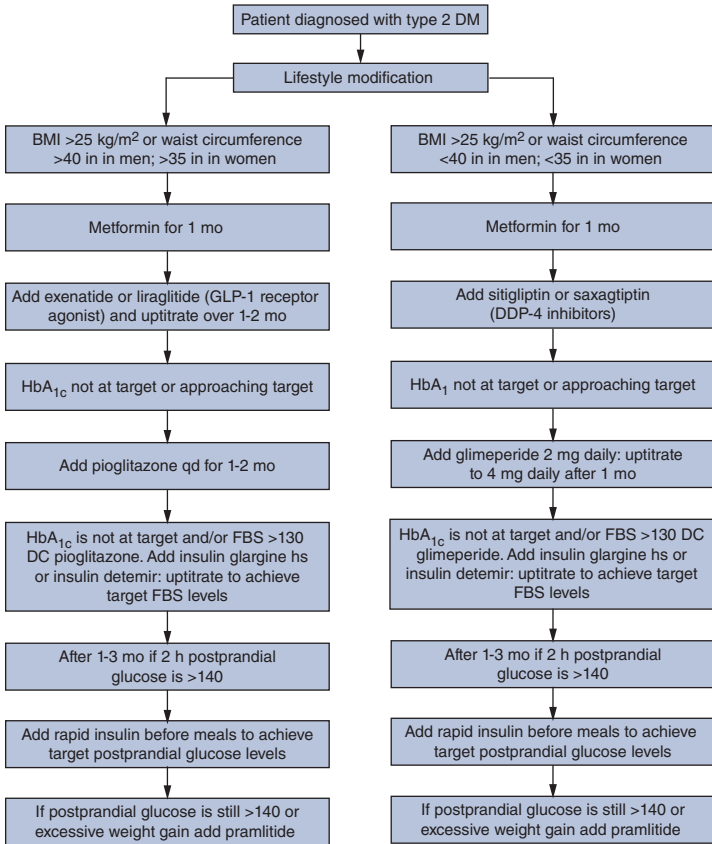 Patient diagnosed with type 2 DM
Lifestyle modification
BMI >25 kg/m2 or waist circumference
>40 in in men; >35 in in women
Metformin for 1 mo
Add exenatide or liraglitide (GLP-1 receptor
agonist) and uptitrate over 1-2 mo
HbA1c not at target or approaching target
Add pioglitazone qd for 1-2 mo
HbA1c is not at target and/or FBS >130
DC pioglitazone. Add insulin glargine hs
or insulin detemir: uptitrate to achieve
target FBS levels
After 1-3 mo if 2 h postprandial
glucose is >140
Add rapid insulin before meals to achieve
target postprandial glucose levels
If postprandial glucose is still >140 or
excessive weight gain add pramlitide
BMI >25 kg/m2 or waist circumference
<40 in in men; <35 in in women
Metformin for 1 mo
Add sitigliptin or saxagtiptin
(DDP-4 inhibitors)
HbA1 not at target or approaching target
Add glimeperide 2 mg daily: uptitrate
to 4 mg daily after 1 mo
HbA1c is not at target and/or FBS >130 DC
glimeperide. Add insulin glargine hs or
insulin detemir: uptitrate to achieve target
FBS levels
After 1-3 mo if 2 h postprandial
glucose is >140
Add rapid insulin before meals to achieve
target postprandial glucose levels
If postprandial glucose is still >140 or
excessive weight gain add pramlitide